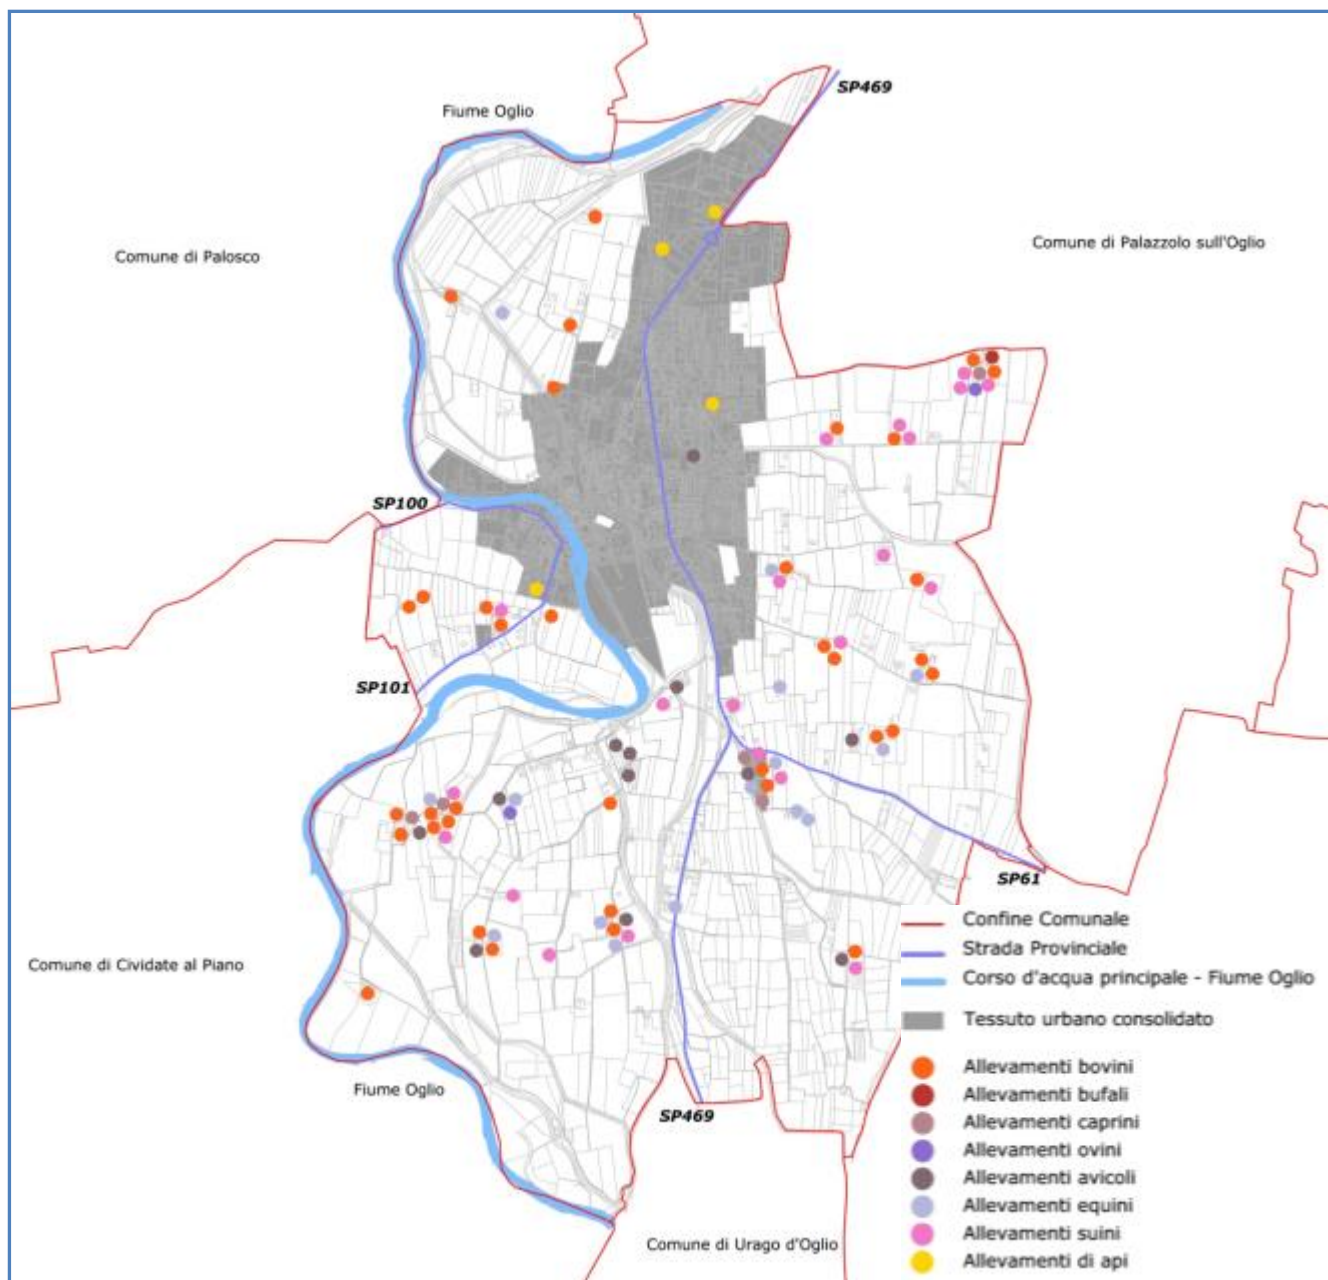 SP469
Fiume Oglio
Comune di Palosco
Comune di Palazzolo sull'Oglio
SP100
SP101
SP61
Comune di Cividate al Piano
Fiume Oglio
SP469
Comune di Urago d'Oglio
Confine Comunale
Strada Provinciale
Corso d'acqua principale - Fiume Oglio
Tessuto urbano consolidato
Allevamenti bovini
Allevamenti bufali
Allevamenti caprini
Allevamenti ovini
Allevamenti avicoli
Allevamenti equini
Allevamenti suini
Allevamenti di api